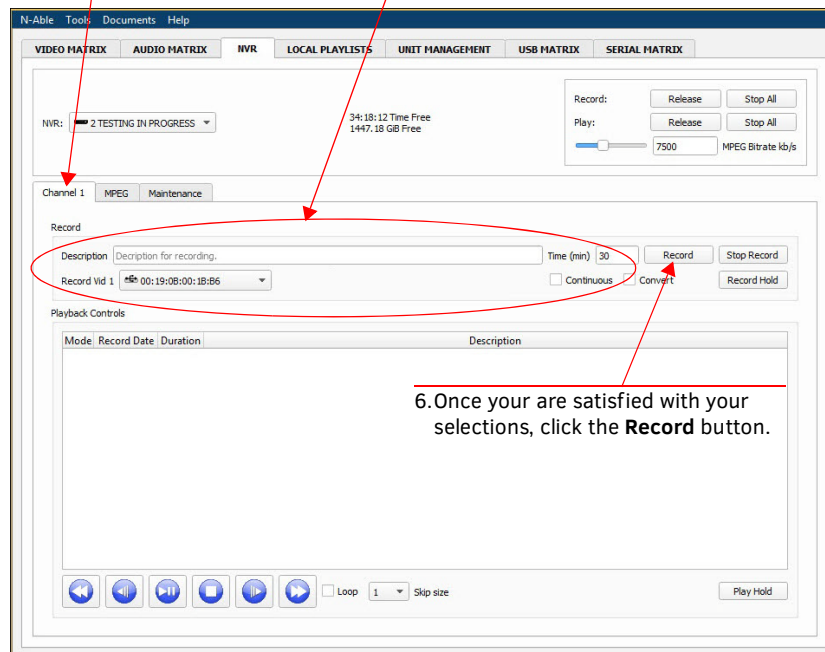 N-Able Tools Documents Help
VIDEO MATRIX AUDIO MATRIX NVR LOCAL PLAYLISTS UNIT MANAGEMENT USB MATRIX SERIAL MATRIX
NVR: 2 TESTING IN PROGRESS
34:18:12 Time Free
1447.18 GiB Free
Record: Release Stop All
Play: Release Stop All
7500 MPEG Bitrate kb/s
Channel 1 MPEG Maintenance
Record
Description Decription for recording. Time (min) 30 Record Stop Record
Record Vid 1 00:19:0B:00:1B:B6 Continuous Convert Record Hold
Playback Controls
Mode Record Date Duration Description
6.Once your are satisfied with your
selections, click the Record button.
Loop 1 Skip size Play Hold